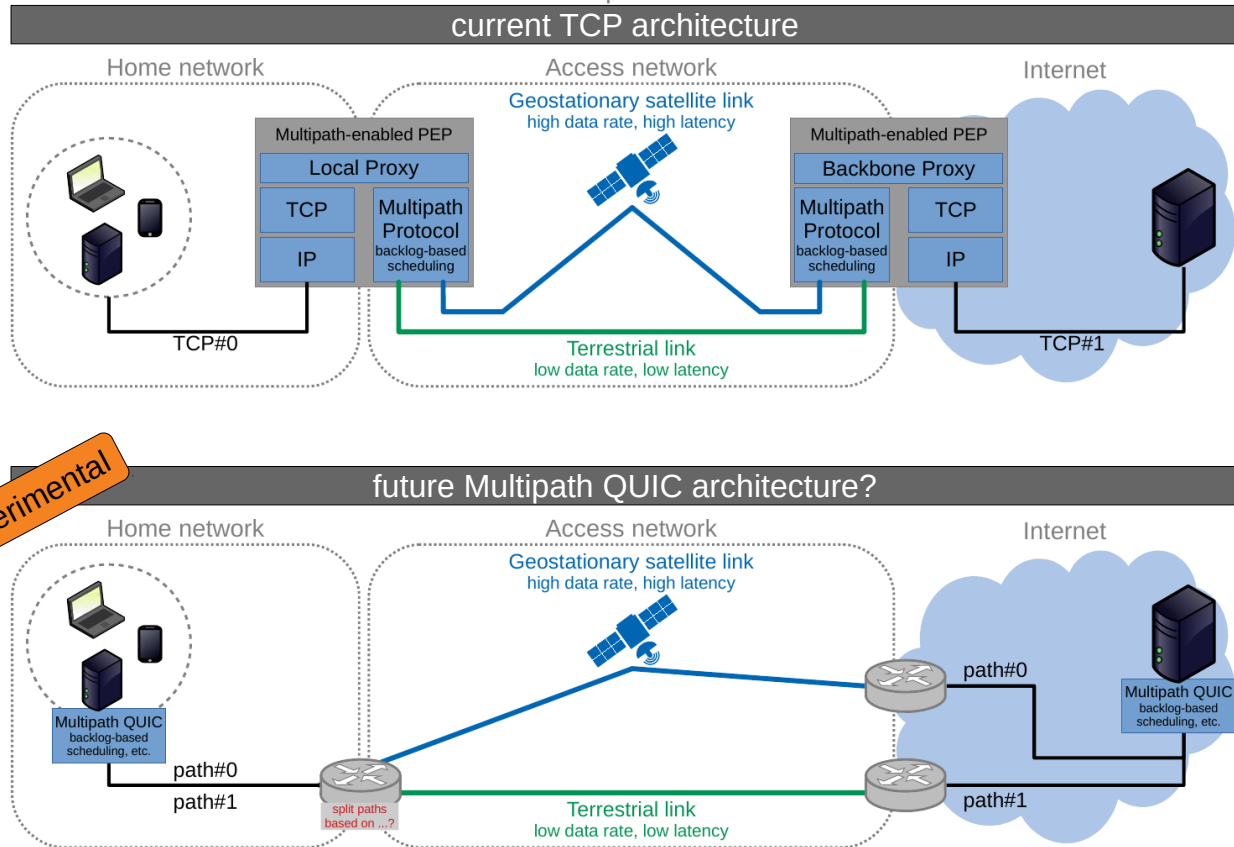 current TCP architecture
Home network
Access network
Internet
Geostationary satellite link
high data rate, high latency
Multipath-enabled PEP
Local Proxy
TCP
IP
Multipath
Protocol
backlog-based
scheduling
Multipath-enabled PEP
Backbone Proxy
Multipath
Protocol
backlog-based
scheduling
TCP
IP
TCP#0
Terrestrial link
low data rate, low latency
TCP#1
future Multipath QUIC architecture?
Home network
Access network
Internet
Geostationary satellite link
high data rate, high latency
Multipath QUIC
backlog-based
scheduling, etc.
path#0
path#1
split paths
based on ...?
Terrestrial link
low data rate, low latency
path#0
path#1
Multipath QUIC
backlog-based
scheduling, etc.